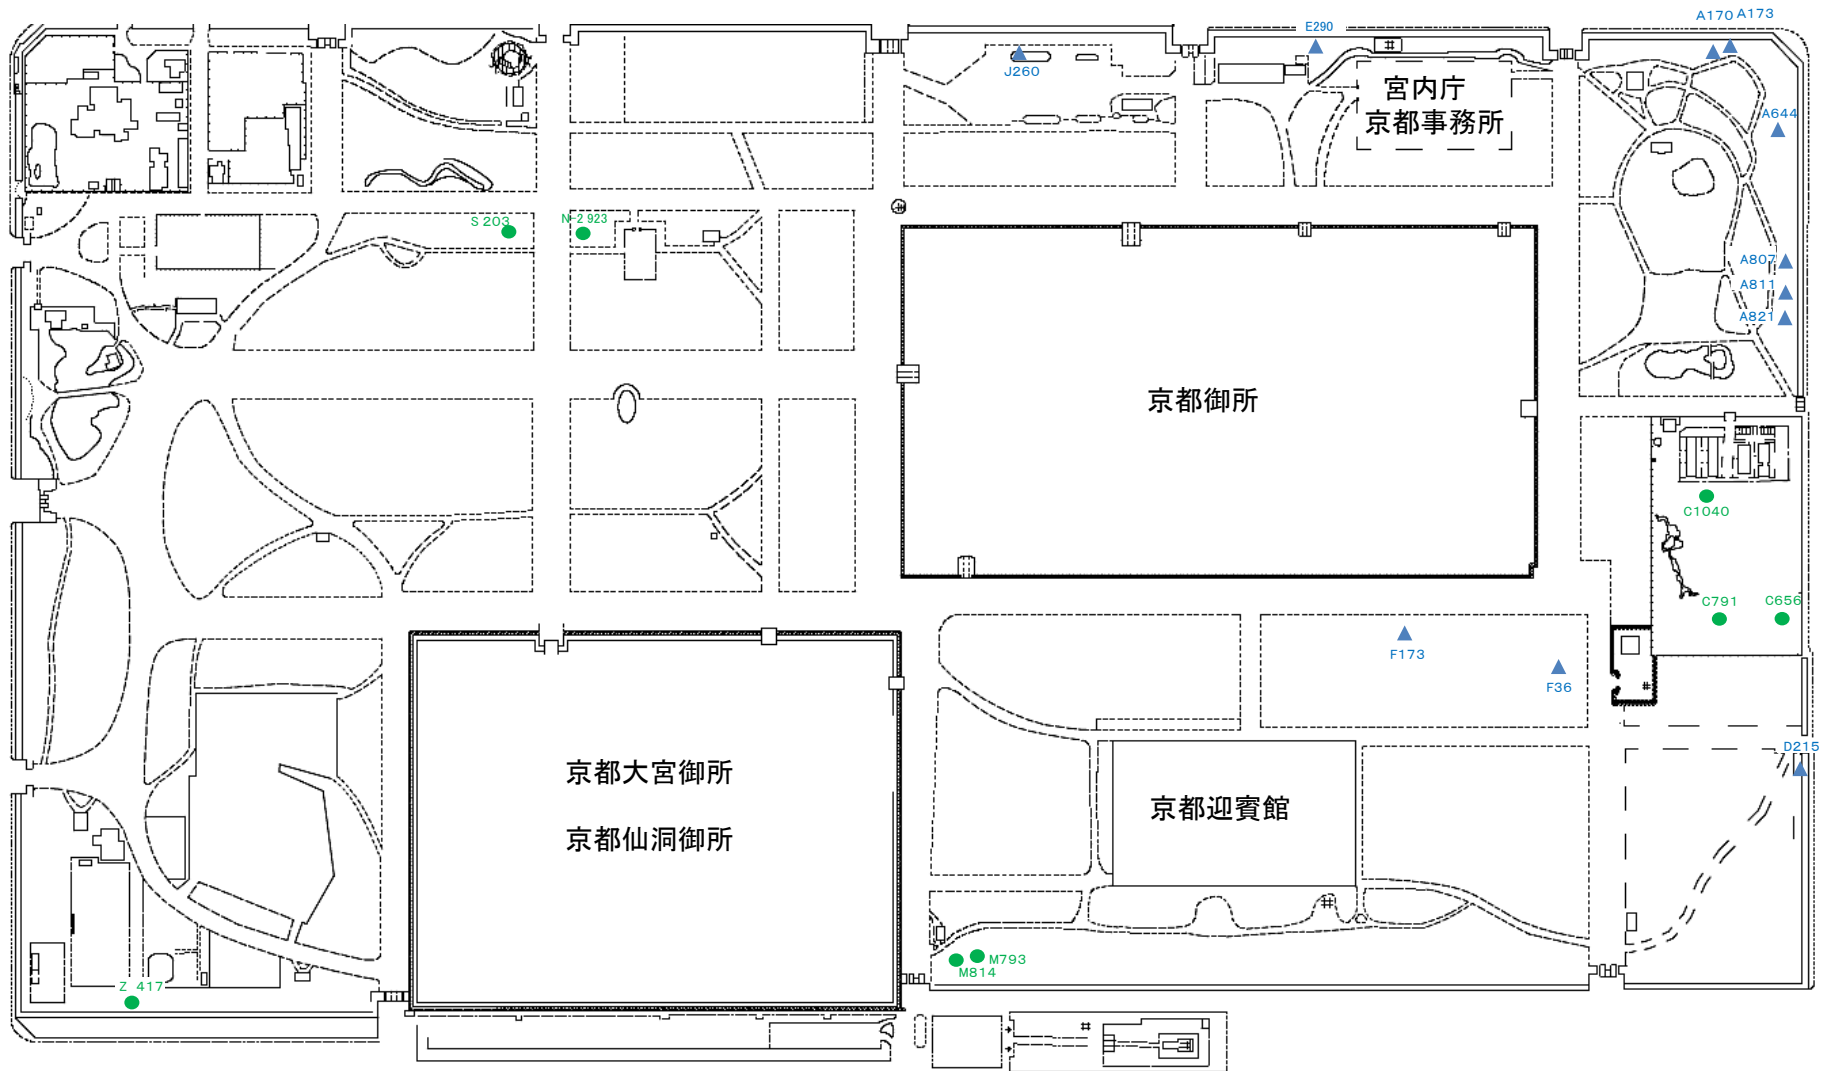 A170 A173
E290
J260
宮内庁
京都事務所
A644
S 203
N-2 923
A807
A811
A821
京都御所
C1040
C791
C656
F173
F36
D215
京都大宮御所
京都仙洞御所
京都迎賓館
M793
M814
Z 417